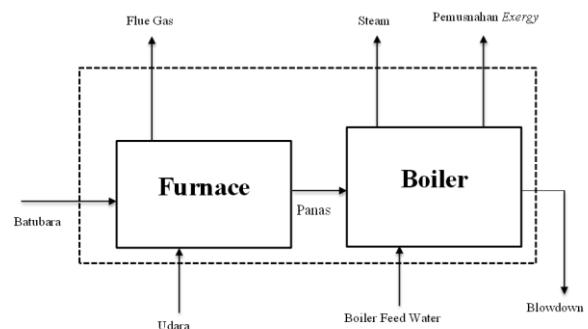 Flue Gas
Steam
Pemusnahan Exergy
Furnace
Boiler
Panas
Batubara
Udara
Boiler Feed Water
Blowdown